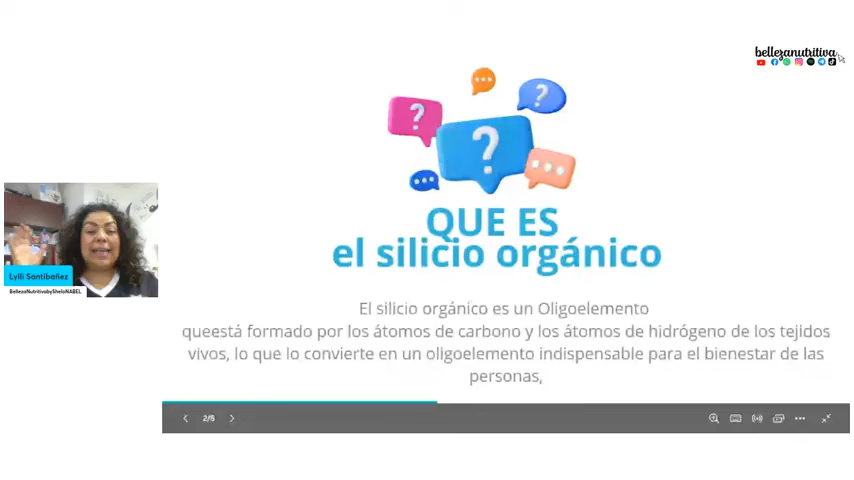 bellezanutritiva
?
?
?
QUE ES
el silicio orgánico
Lylli Santibañez
BellezaNutritivabySheloNABEL
El silicio orgánico es un Oligoelemento
queestá formado por los átomos de carbono y los átomos de hidrógeno de los tejidos
vivos, lo que lo convierte en un oligoelemento indispensable para el bienestar de las
personas,
2/5